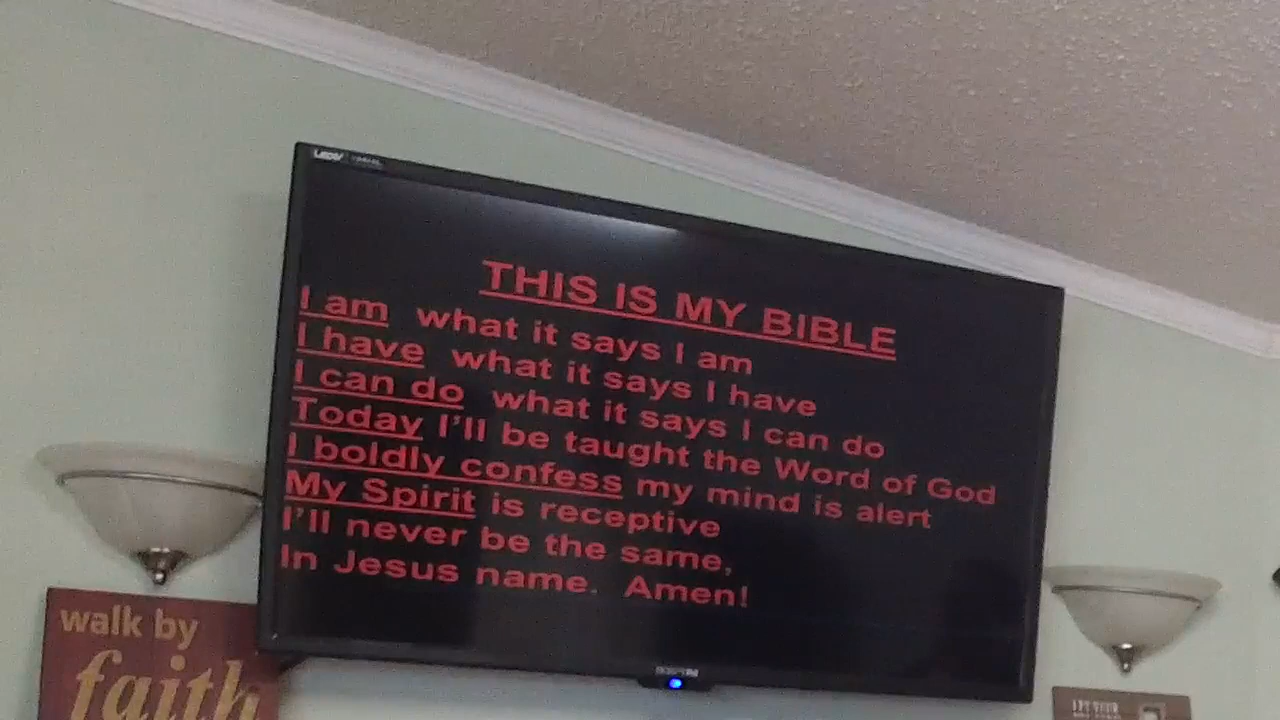 THIS IS MY BIBLE
I am what it says I am
I have what it says I have
I can do what it says I can do
Today I'll be taught the Word of God
I boldly confess my mind is alert
My Spirit is receptive
I'll never be the same,
In Jesus name. Amen!
walk by
faith
LET YOUR